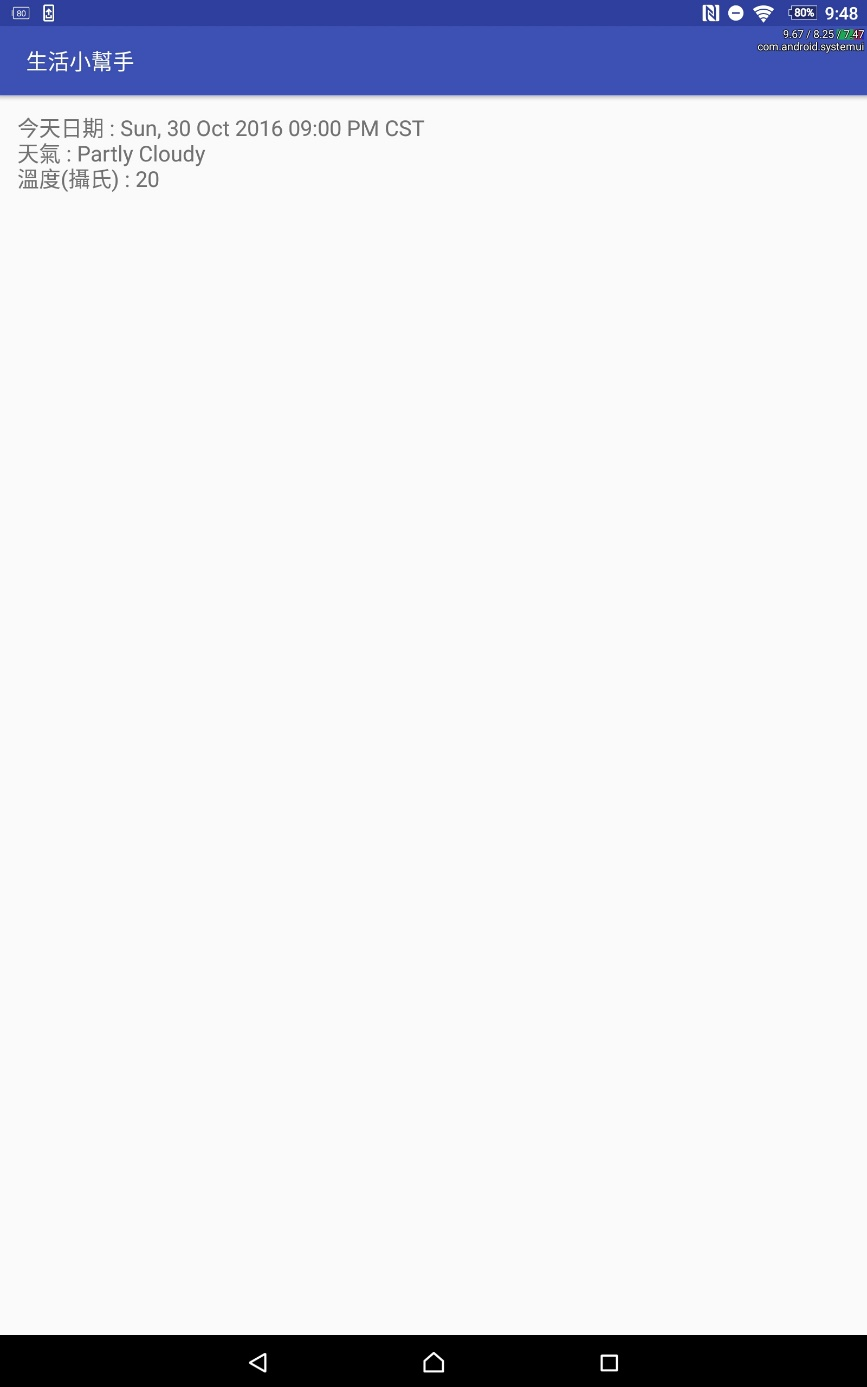 80
80%
9:48
9.67 / 8.25 / 7.47
com.android.systemui
生活小幫手
今天日期 : Sun, 30 Oct 2016 09:00 PM CST
天氣 : Partly Cloudy
溫度(攝氏) : 20